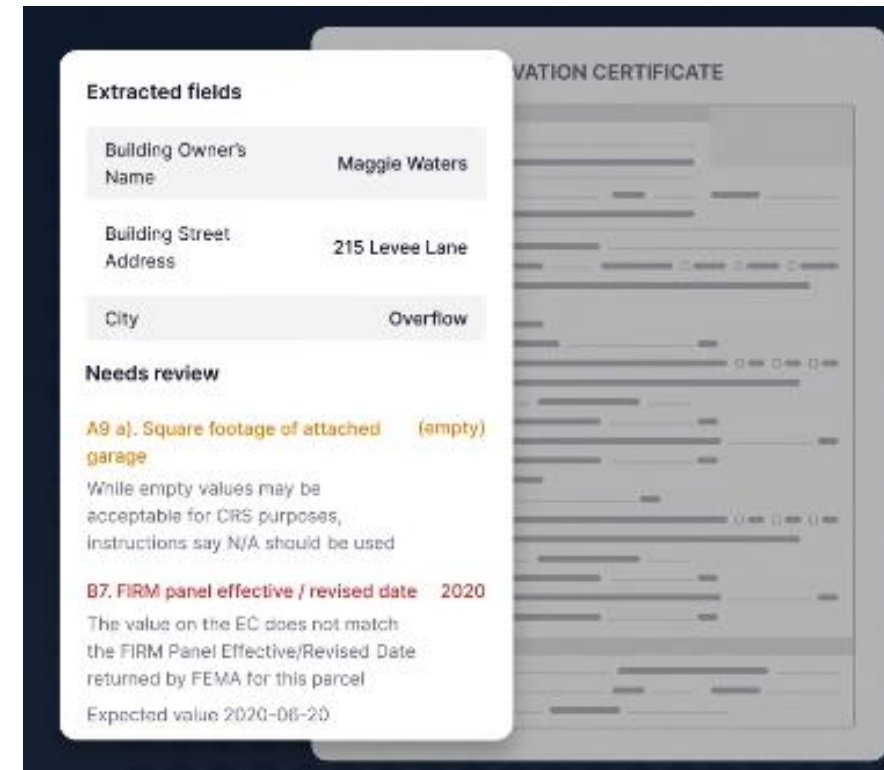 VATION CERTIFICATE
Extracted fields
Building Owner's
Name
Maggie Waters
Building Street
Address
215 Levee Lane
City
Overflow
Needs review
A9 a). Square footage of attached
garage
(empty)
While empty values may be
acceptable for CRS purposes,
instructions say N/A should be used
B7. FIRM panel effective / revised date
2020
The value on the EC does not match
the FIRM Panel Effective/Revised Date
returned by FEMA for this parcel
Expected value 2020-06-20